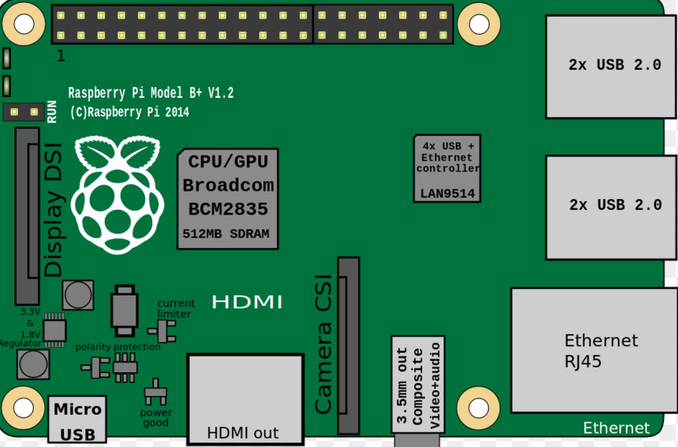 1
2x USB 2.0
Raspberry Pi Model B+ V1.2
(C)Raspberry Pi 2014
RUN
Display DSI
CPU/GPU
Broadcom
BCM2835
512MB SDRAM
4x USB +
Ethernet
controller
LAN9514
2x USB 2.0
HDMI
Camera CSI
current
limiter
3.3V
&
1.8V
Regulator
polarity protection
power
good
Micro
USB
HDMI out
3.5mm out
Composite
Video+audio
Ethernet
RJ45
Ethernet